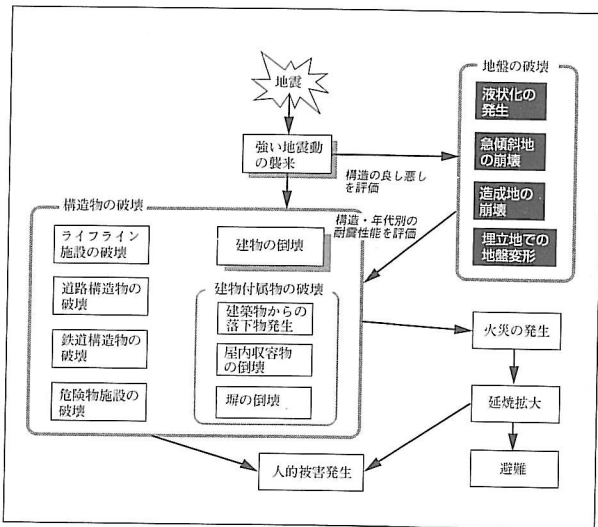 地震
強い地震動
の襲来
地盤の破壊
液状化の
発生
急傾斜地
の崩壊
造成地の
崩壊
埋立地での
地盤変形
構造の良し悪し
を評価
構造物の破壊
構造・年代別の
耐震性能を評価
ライフライン
施設の破壊
道路構造物の
破壊
鉄道構造物の
破壊
危険物施設の
破壊
建物の倒壊
建物付属物の破壊
建築物からの
落下物発生
屋内収容物
の倒壊
塀の倒壊
火災の発生
延焼拡大
避難
人的被害発生